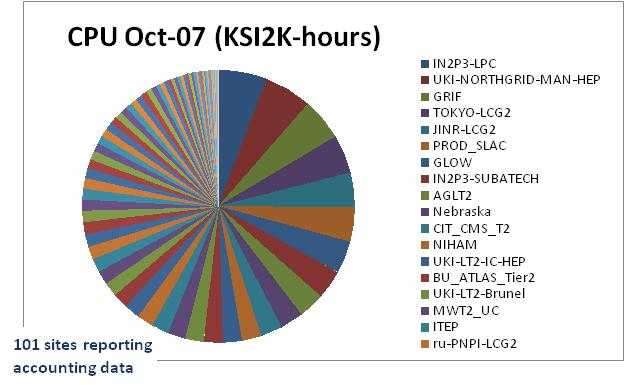 CPU Oct-07 (KSI2K-hours)
IN2P3-LPC
UKI-NORTHGRID-MAN-HEP
GRIF
TOKYO-LCG2
JINR-LCG2
PROD_SLAC
GLOW
IN2P3-SUBATECH
AGLT2
Nebraska
CIT_CMS_T2
NIHAM
UKI-LT2-IC-HEP
BU_ATLAS_Tier2
UKI-LT2-Brunel
MWT2_UC
ITEP
ru-PNPI-LCG2
101 sites reporting
accounting data